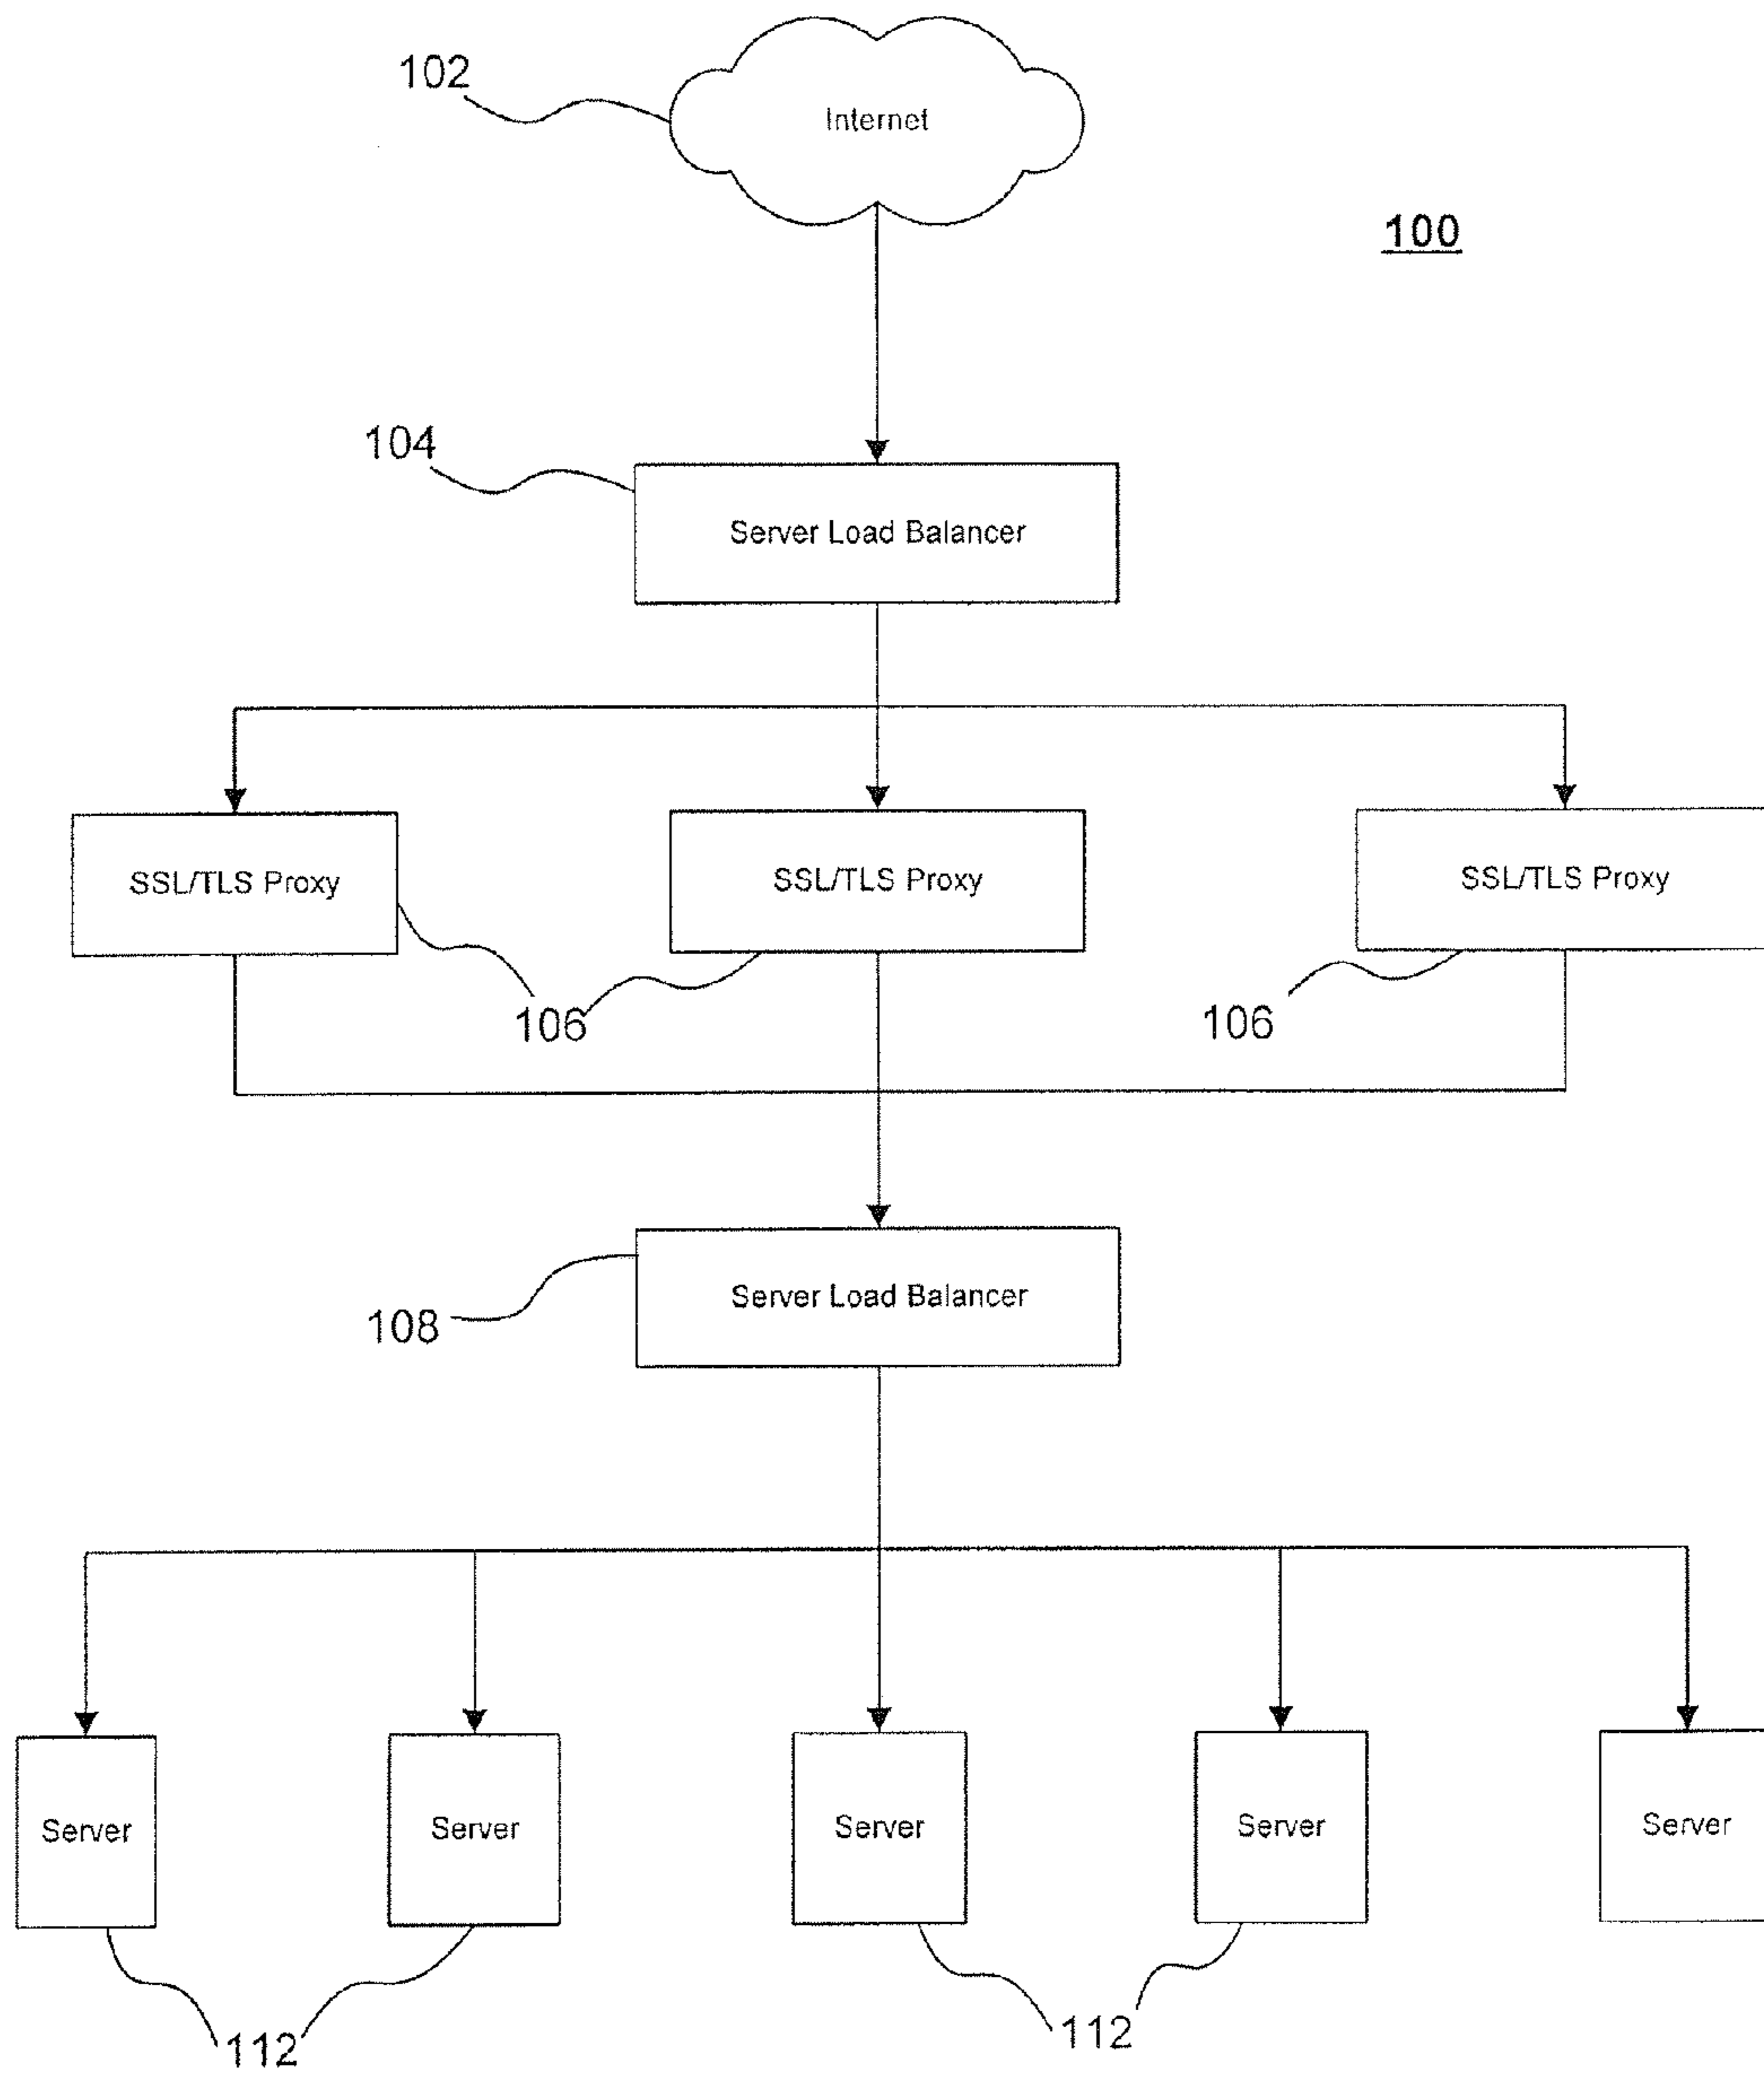 102
Internet
100
104
Server Load Balancer
SSL/TLS Proxy
SSL/TLS Proxy
SSL/TLS Proxy
106
106
108
Server Load Balancer
Server
Server
Server
Server
Server
112
112